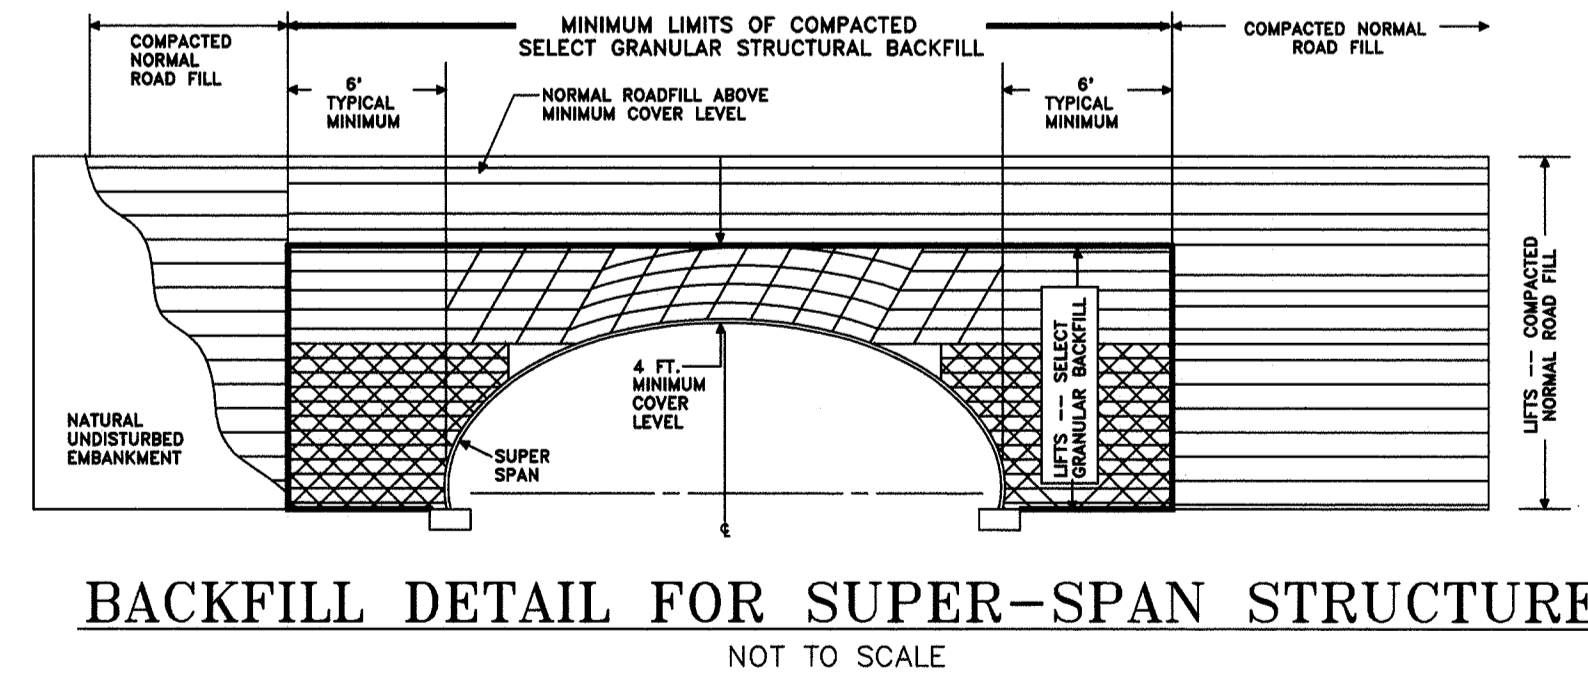 COMPACTED
NORMAL
ROAD FILL
MINIMUM LIMITS OF COMPACTED
SELECT GRANULAR STRUCTURAL BACKFILL
COMPACTED NORMAL
ROAD FILL
6'
TYPICAL
MINIMUM
NORMAL ROADFILL ABOVE
MINIMUM COVER LEVEL
6'
TYPICAL
MINIMUM
4 FT.
MINIMUM
COVER
LEVEL
LIFTS -- SELECT
GRANULAR BACKFILL
LIFTS -- COMPACTED
NORMAL ROAD FILL
NATURAL
UNDISTURBED
EMBANKMENT
SUPER
SPAN
℄
BACKFILL DETAIL FOR SUPER-SPAN STRUCTURE
NOT TO SCALE